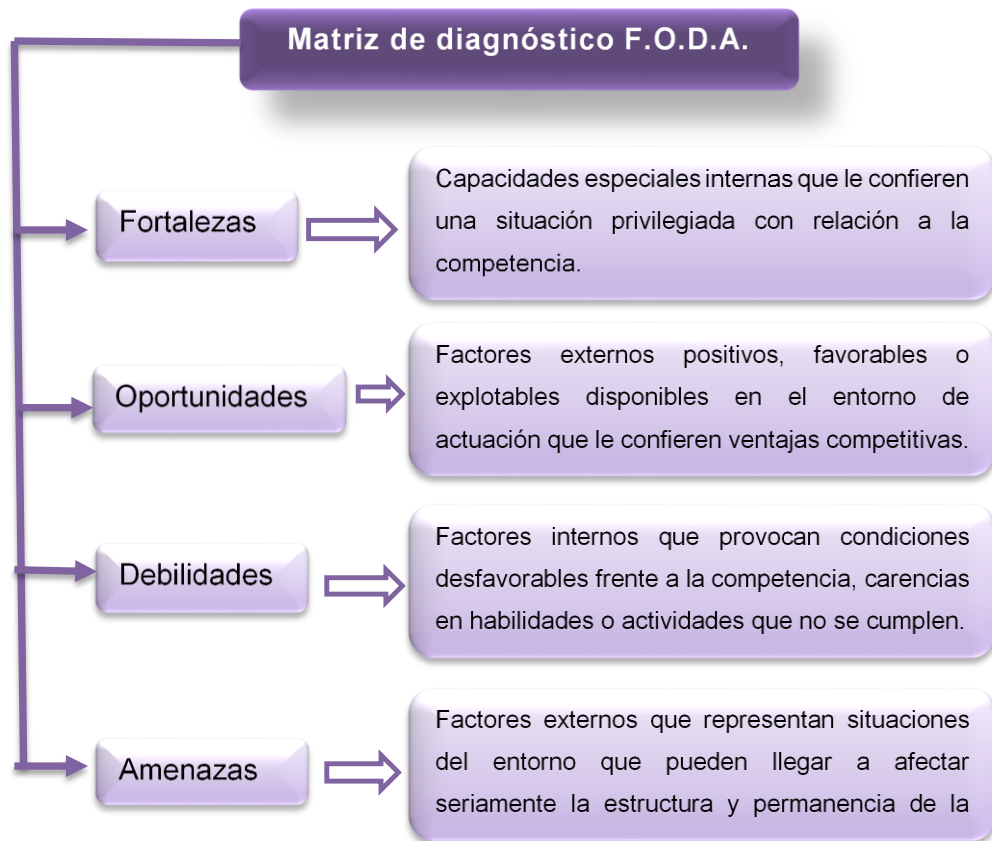 Matriz de diagnóstico F.O.D.A.
Fortalezas
Capacidades especiales internas que le confieren
una situación privilegiada con relación a la
competencia.
Oportunidades
Factores externos positivos, favorables o
explotables disponibles en el entorno de
actuación que le confieren ventajas competitivas.
Debilidades
Factores internos que provocan condiciones
desfavorables frente a la competencia, carencias
en habilidades o actividades que no se cumplen.
Amenazas
Factores externos que representan situaciones
del entorno que pueden llegar a afectar
seriamente la estructura y permanencia de la